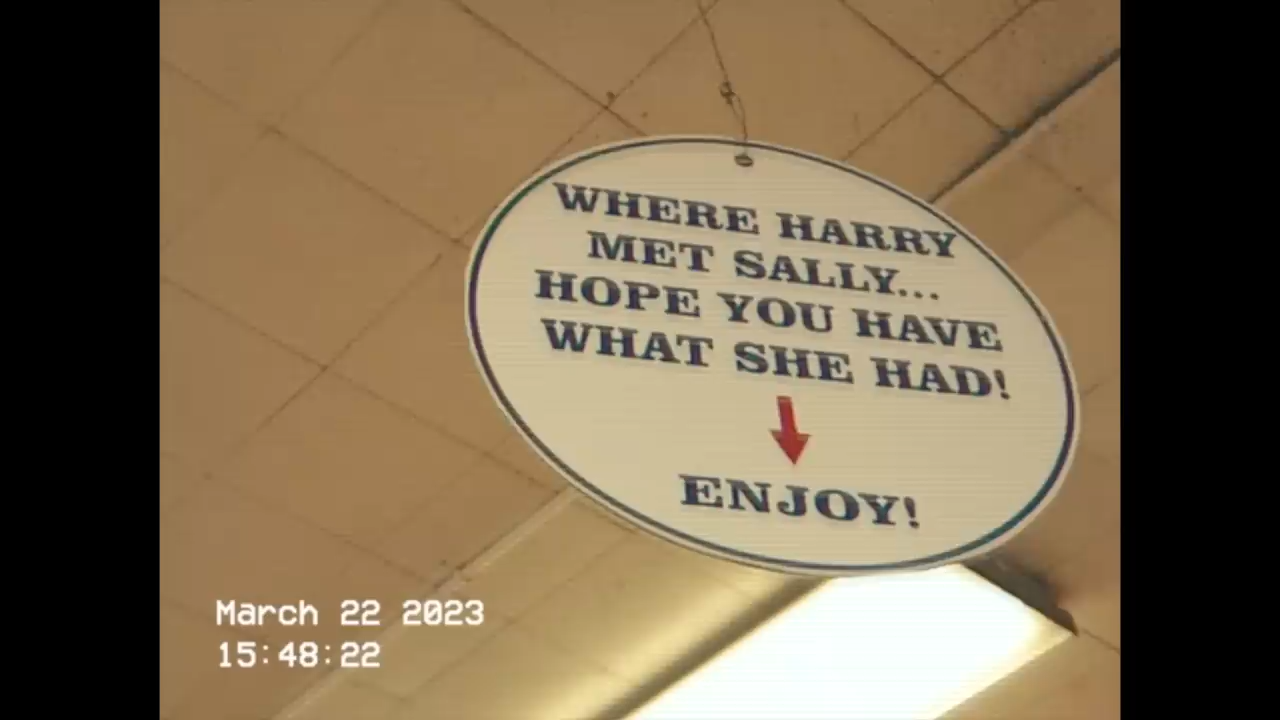 WHERE HARRY
MET SALLY...
HOPE YOU HAVE
WHAT SHE HAD!
ENJOY!
March 22 2023
15:48:22